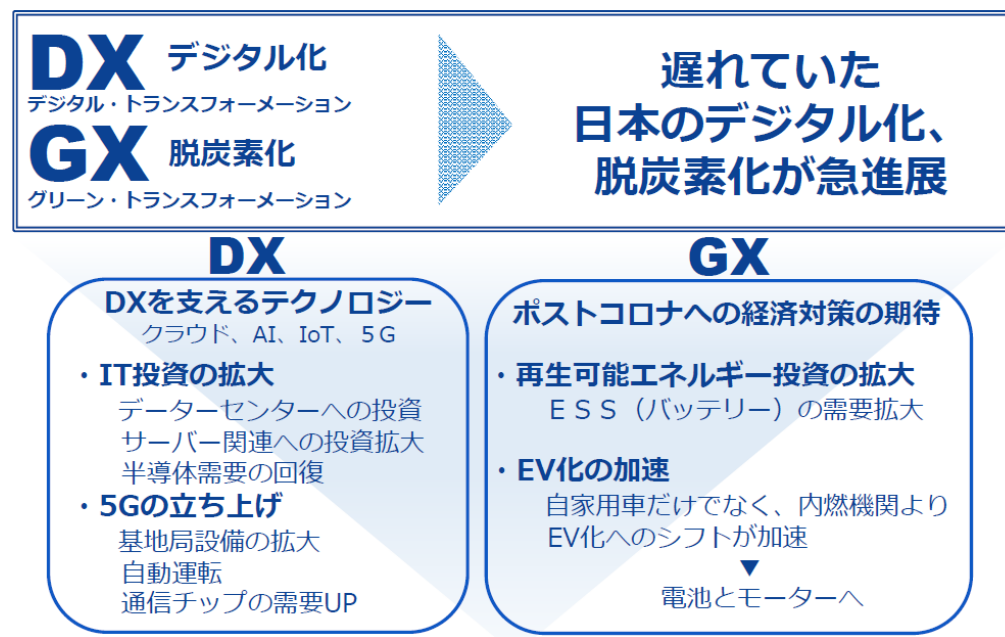 DX デジタル化
デジタル・トランスフォーメーション
GX 脱炭素化
グリーン・トランスフォーメーション
遅れていた
日本のデジタル化、
脱炭素化が急進展
DX
DXを支えるテクノロジー
クラウド、AI、IoT、５G
・IT投資の拡大
データーセンターへの投資
サーバー関連への投資拡大
半導体需要の回復
・5Gの立ち上げ
基地局設備の拡大
自動運転
通信チップの需要UP
GX
ポストコロナへの経済対策の期待
・再生可能エネルギー投資の拡大
ＥＳＳ（バッテリー）の需要拡大
・EV化の加速
自家用車だけでなく、内燃機関より
EV化へのシフトが加速
▼
電池とモーターへ